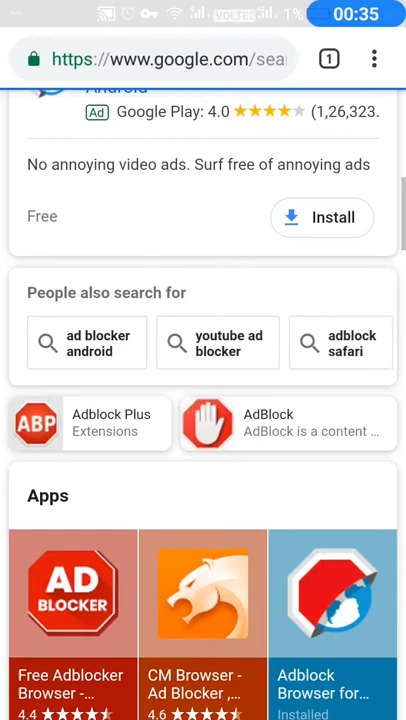 VOLTE2
1%
00:35
https://www.google.com/sea
1
Android
Ad Google Play: 4.0 ★★★★★ (1,26,323.
No annoying video ads. Surf free of annoying ads
Free
Install
People also search for
ad blocker
android
youtube ad
blocker
adblock
safari
ABP
Adblock Plus
Extensions
AdBlock
AdBlock is a content ...
Apps
AD
BLOCKER
Free Adblocker
Browser -...
4.4
CM Browser -
Ad Blocker ,...
4.6
Adblock
Browser for...
Installed